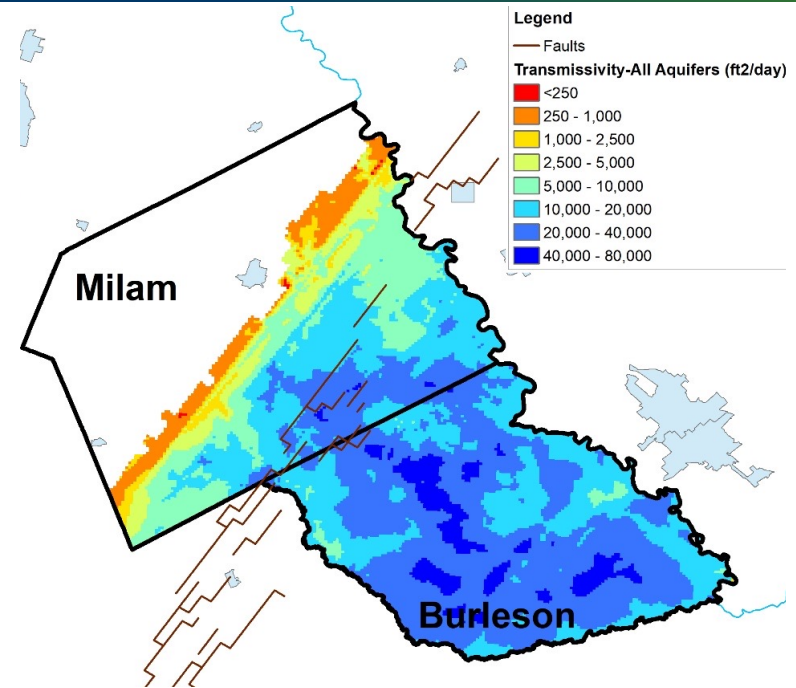 Legend
Faults
Transmissivity-All Aquifers (ft2/day)
<250
250 - 1,000
1,000 - 2,500
2,500 - 5,000
5,000 - 10,000
10,000 - 20,000
20,000 - 40,000
40,000 - 80,000
Milam
Burleson